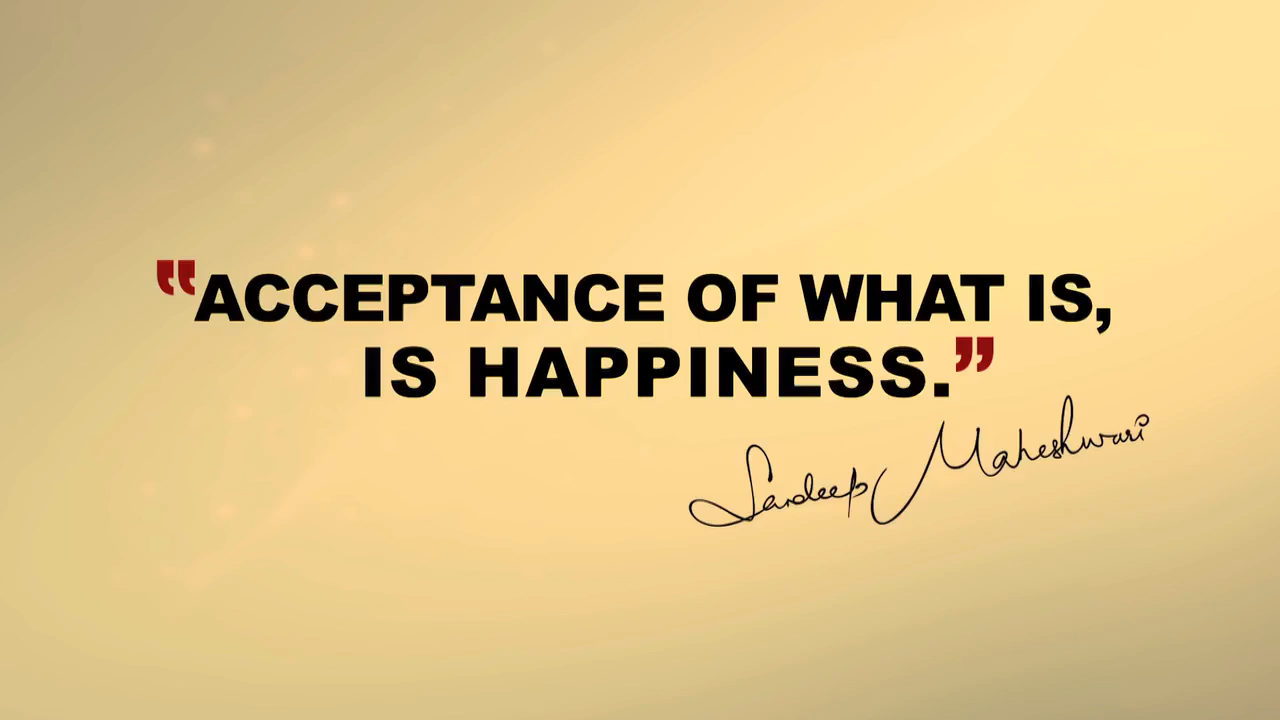 “ACCEPTANCE OF WHAT IS,
IS HAPPINESS.”
Sandeep Maheshwari